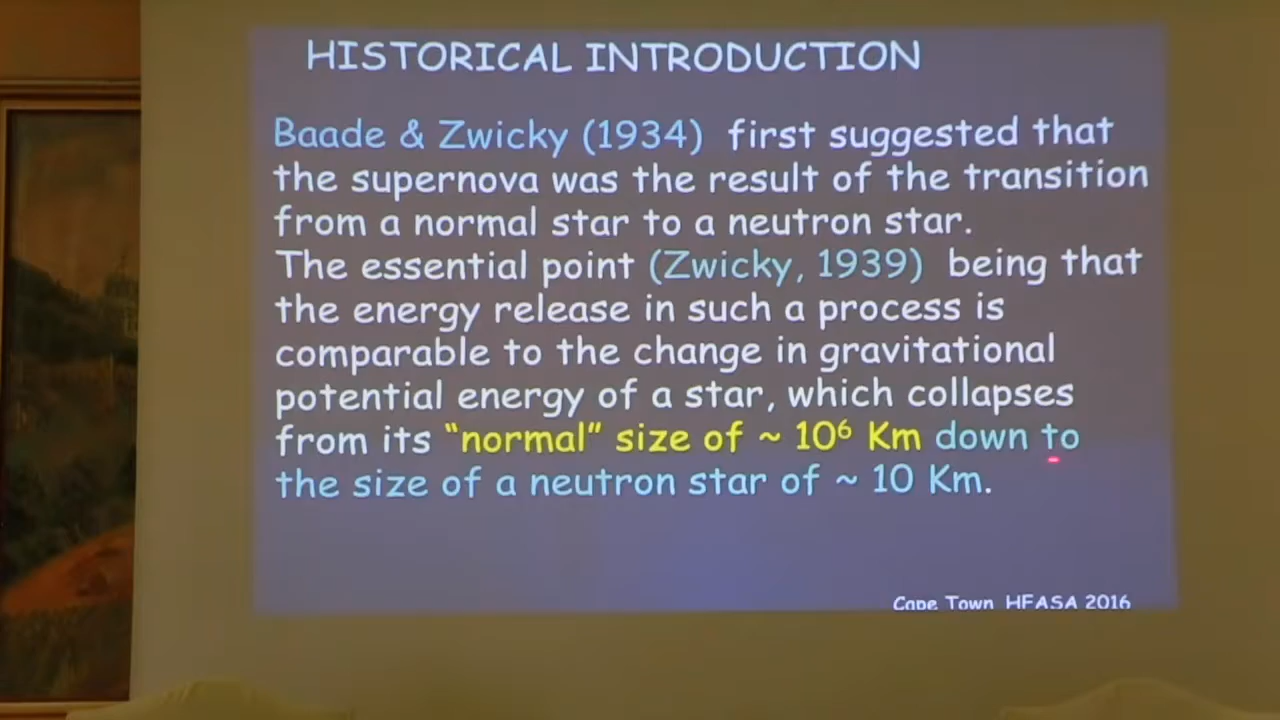 HISTORICAL INTRODUCTION
Baade & Zwicky (1934) first suggested that
the supernova was the result of the transition
from a normal star to a neutron star.
The essential point (Zwicky, 1939) being that
the energy release in such a process is
comparable to the change in gravitational
potential energy of a star, which collapses
from its “normal” size of ~ 10⁶ Km down to
the size of a neutron star of ~ 10 Km.
Cape Town HEASA 2016